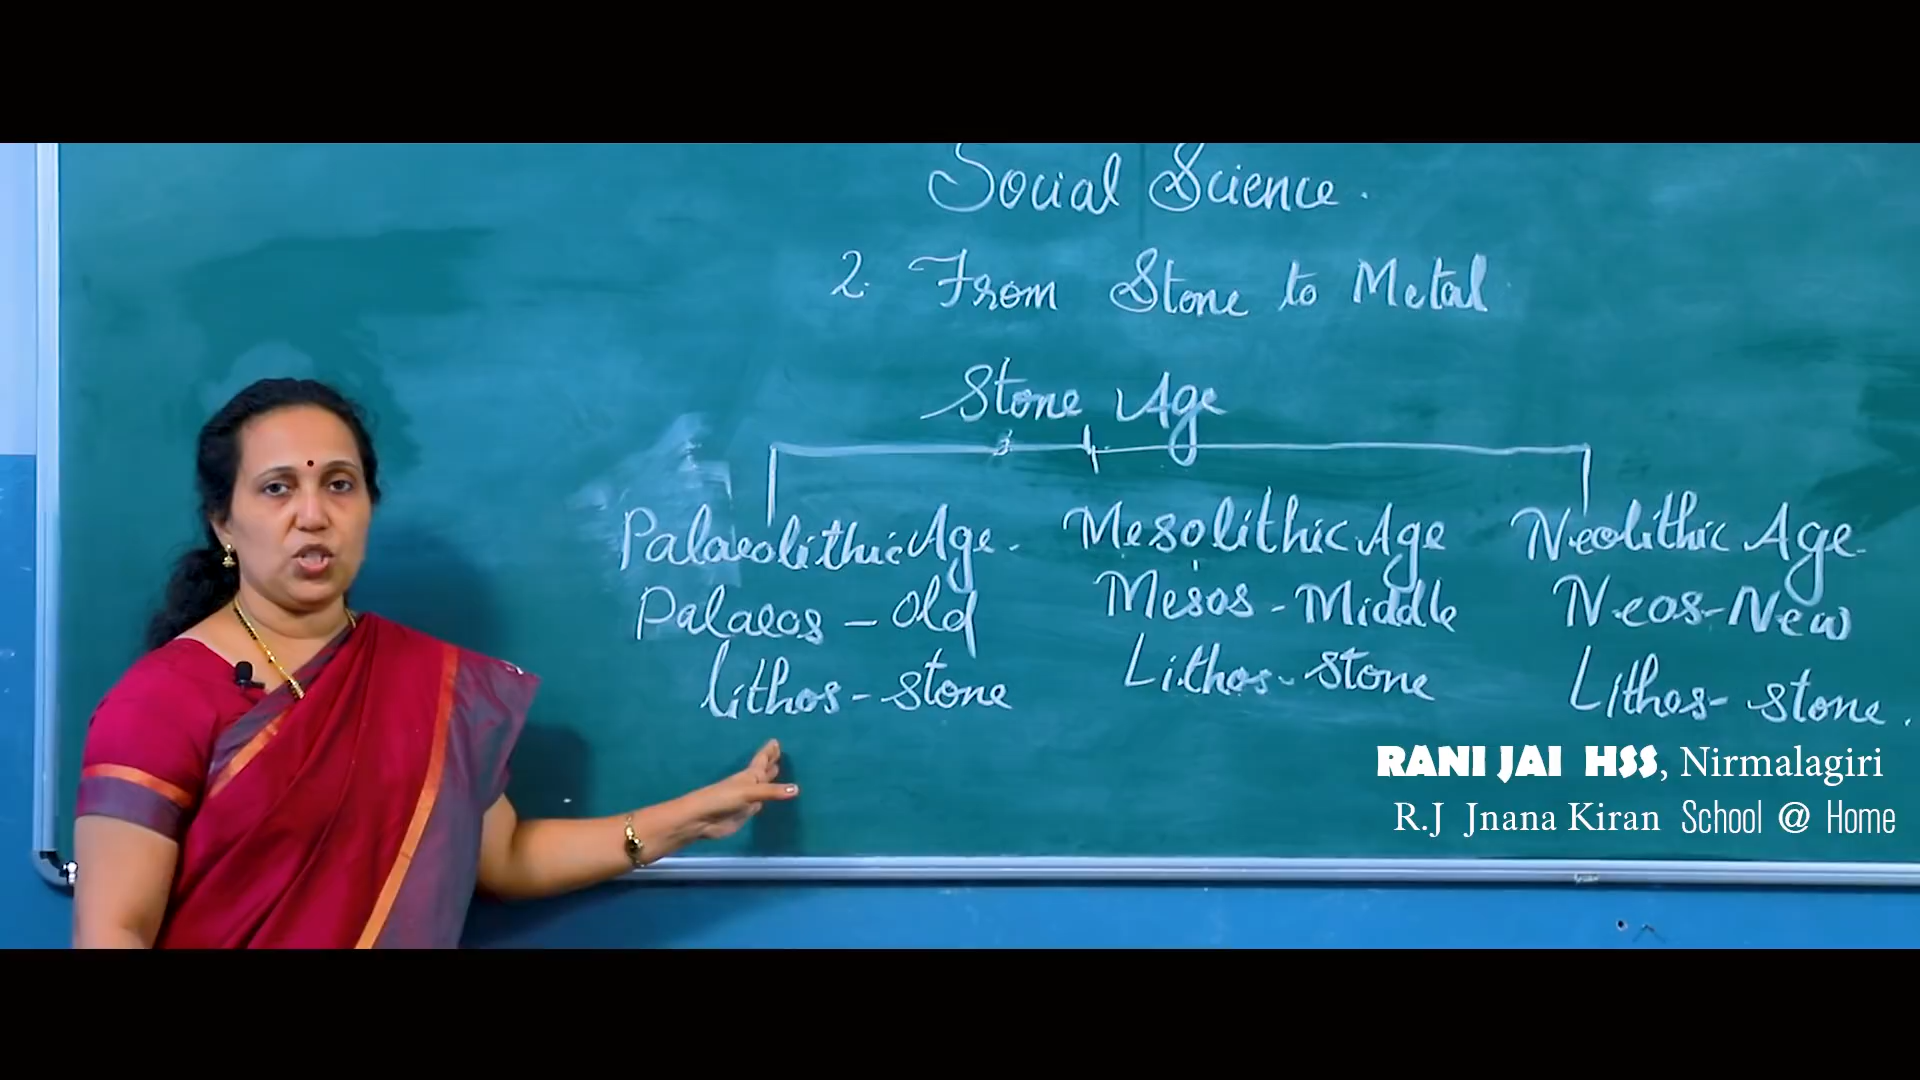 Social Science.
2. From Stone to Metal
Stone Age
Palaeolithic Age. Mesolithic Age Neolithic Age.
Palaeos - Old Mesos - Middle Neos - New
lithos - stone Lithos - stone Lithos - stone.
RANI JAI HSS, Nirmalagiri
R.J Jnana Kiran School @ Home